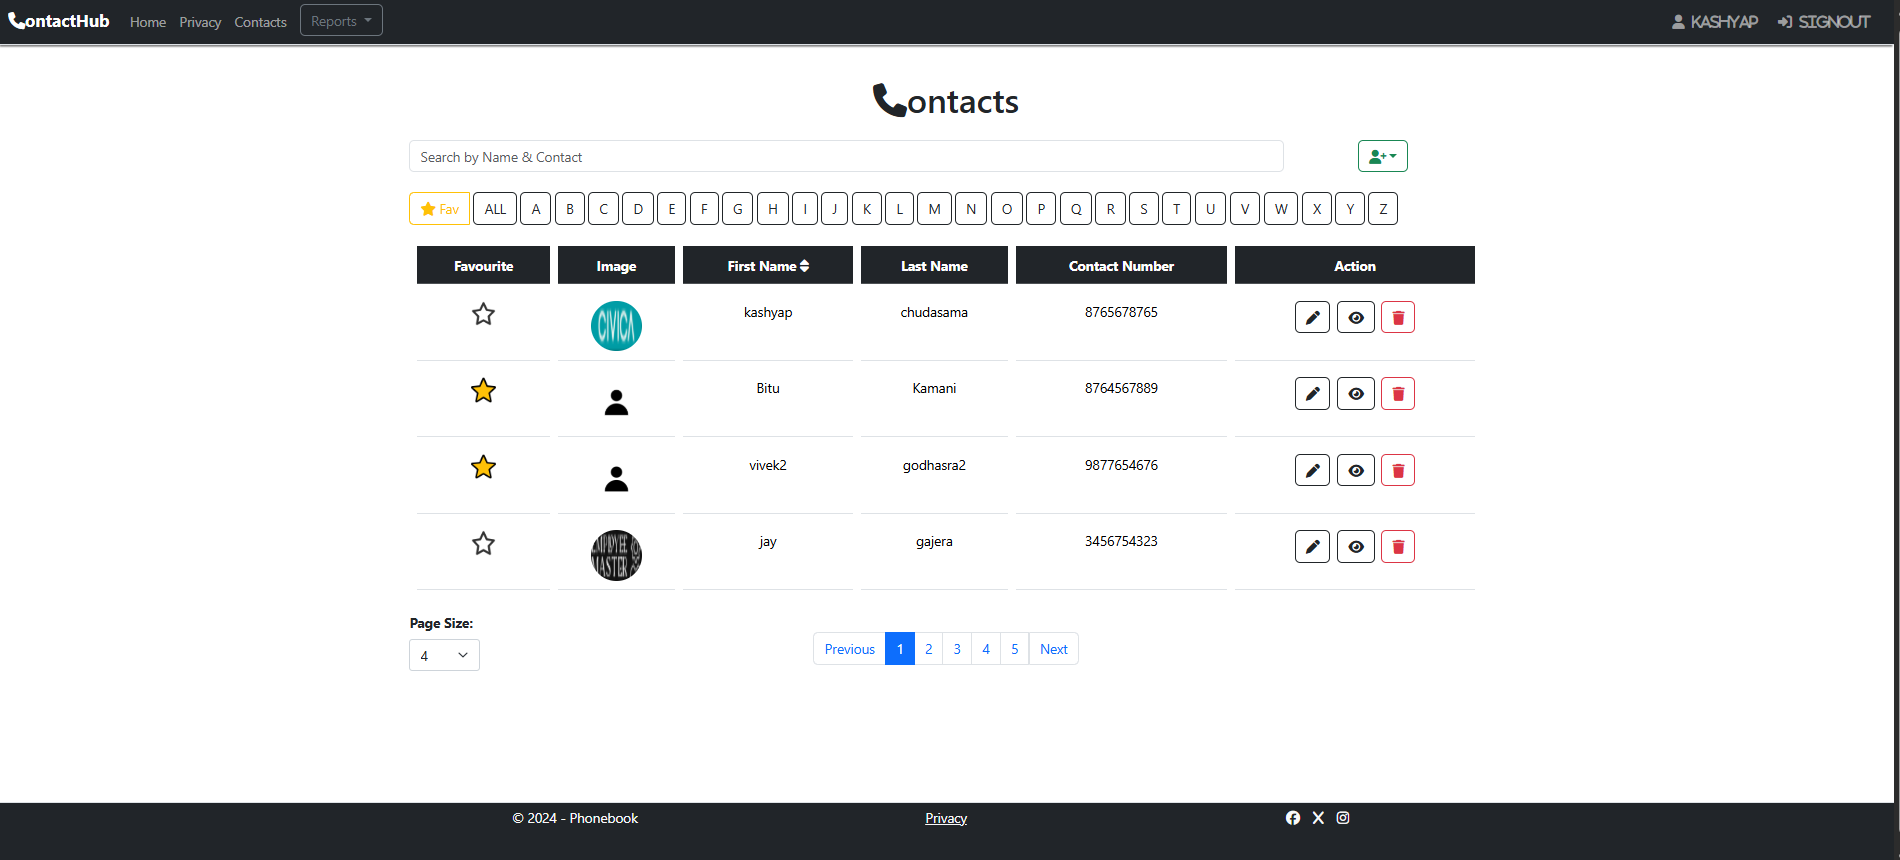 ontactHub Home Privacy Contacts Reports KASHYAP SIGNOUT
ontacts
Search by Name & Contact
Fav ALL A B C D E F G H I J K L M N O P Q R S T U V W X Y Z
Favourite Image First Name Last Name Contact Number Action
CIVICA kashyap chudasama 8765678765
Bitu Kamani 8764567889
vivek2 godhasra2 9877654676
jay gajera 3456754323
MASTER
Page Size:
4
Previous 1 2 3 4 5 Next
© 2024 - Phonebook Privacy